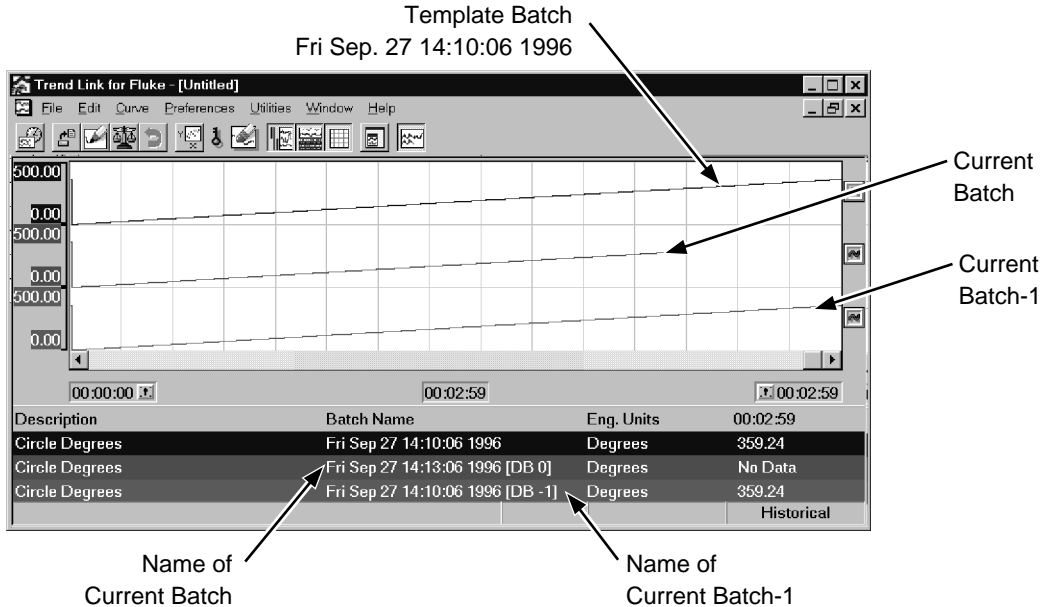 Template Batch
Fri Sep. 27 14:10:06 1996
Trend Link for Fluke - [Untitled]
File Edit Curve Preferences Utilities Window Help
500.00
0.00
500.00
0.00
500.00
0.00
Current
Batch
Current
Batch-1
00:00:00 00:02:59 00:02:59
Description Batch Name Eng. Units 00:02:59
Circle Degrees Fri Sep 27 14:10:06 1996 Degrees 359.24
Circle Degrees Fri Sep 27 14:13:06 1996 [DB 0] Degrees No Data
Circle Degrees Fri Sep 27 14:10:06 1996 [DB -1] Degrees 359.24
Historical
Name of
Current Batch
Name of
Current Batch-1